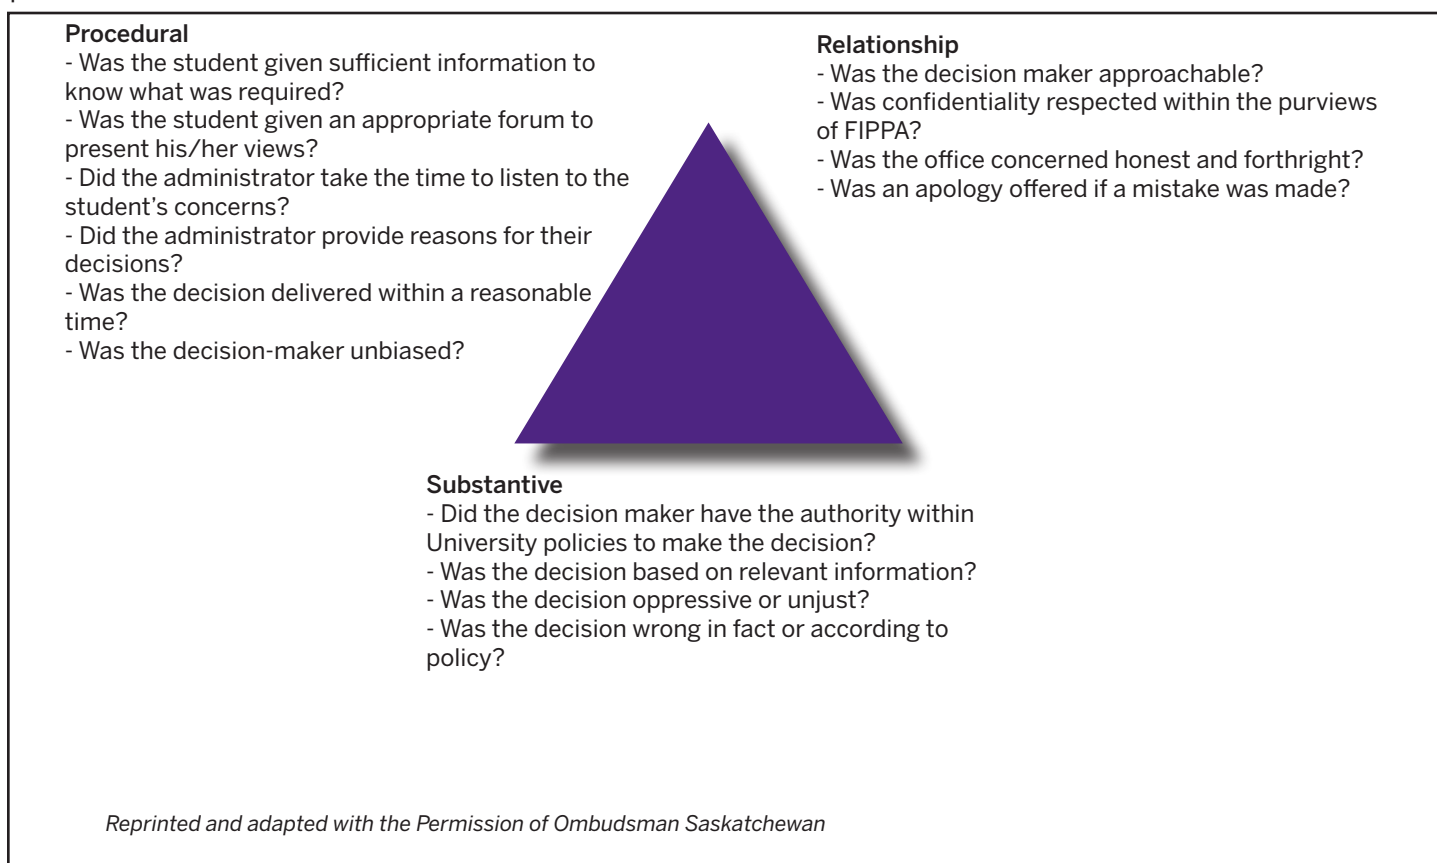 Procedural
- Was the student given sufficient information to
know what was required?
- Was the student given an appropriate forum to
present his/her views?
- Did the administrator take the time to listen to the
student's concerns?
- Did the administrator provide reasons for their
decisions?
- Was the decision delivered within a reasonable
time?
- Was the decision-maker unbiased?
Relationship
- Was the decision maker approachable?
- Was confidentiality respected within the purviews
of FIPPA?
- Was the office concerned honest and forthright?
- Was an apology offered if a mistake was made?
Substantive
- Did the decision maker have the authority within
University policies to make the decision?
- Was the decision based on relevant information?
- Was the decision oppressive or unjust?
- Was the decision wrong in fact or according to
policy?
Reprinted and adapted with the Permission of Ombudsman Saskatchewan